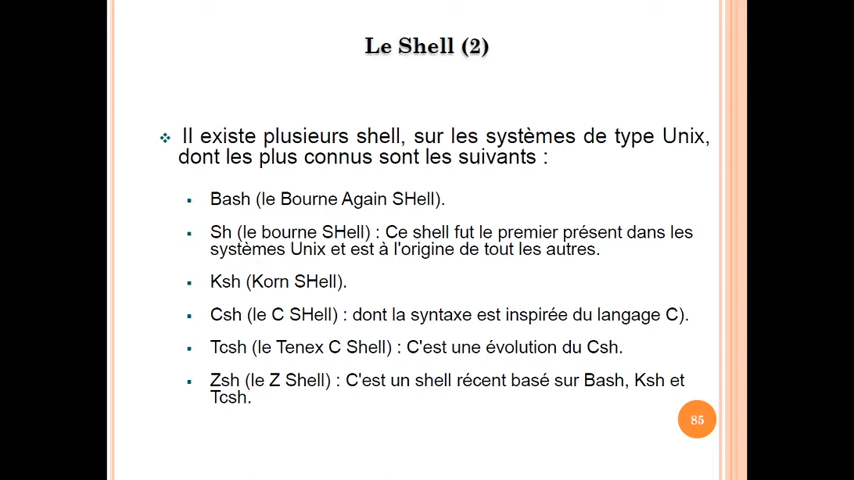 Le Shell (2)
Il existe plusieurs shell, sur les systèmes de type Unix,
dont les plus connus sont les suivants :
Bash (le Bourne Again SHell).
Sh (le bourne SHell) : Ce shell fut le premier présent dans les
systèmes Unix et est à l'origine de tout les autres.
Ksh (Korn SHell).
Csh (le C SHell) : dont la syntaxe est inspirée du langage C).
Tcsh (le Tenex C Shell) : C'est une évolution du Csh.
Zsh (le Z Shell) : C'est un shell récent basé sur Bash, Ksh et
Tcsh.
85